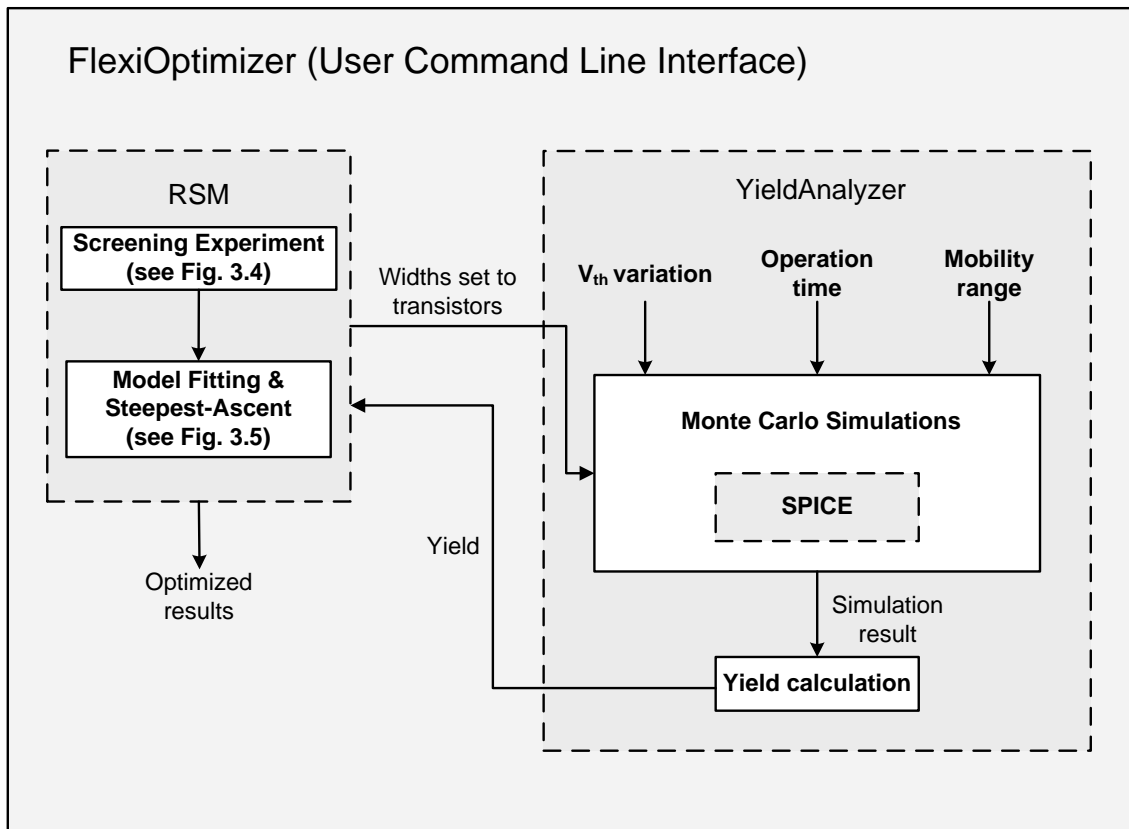 FlexiOptimizer (User Command Line Interface)
RSM
Screening Experiment
(see Fig. 3.4)
Model Fitting &
Steepest-Ascent
(see Fig. 3.5)
Optimized
results
Widths set to
transistors
Yield
YieldAnalyzer
Vth variation
Operation
time
Mobility
range
Monte Carlo Simulations
SPICE
Simulation
result
Yield calculation